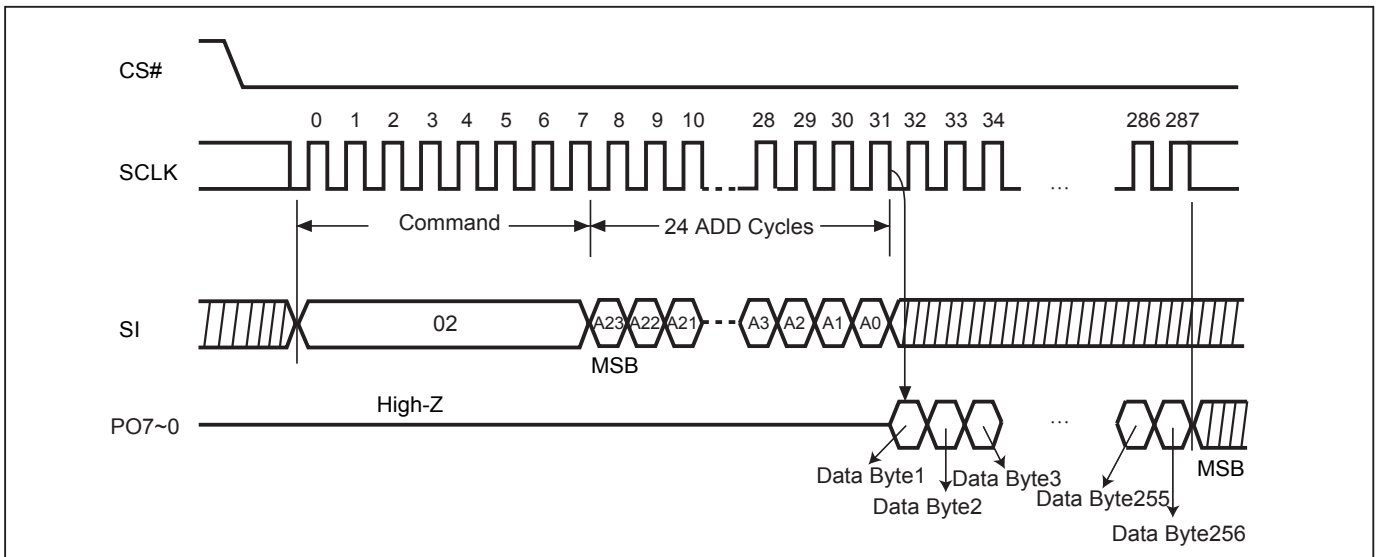 CS#
0 1 2 3 4 5 6 7 8 9 10 28 29 30 31 32 33 34 286 287
SCLK
...
Command
24 ADD Cycles
SI
02
A23 A22 A21 A3 A2 A1 A0
MSB
High-Z
PO7~0
...
MSB
Data Byte1
Data Byte3
Data Byte2
Data Byte255
Data Byte256